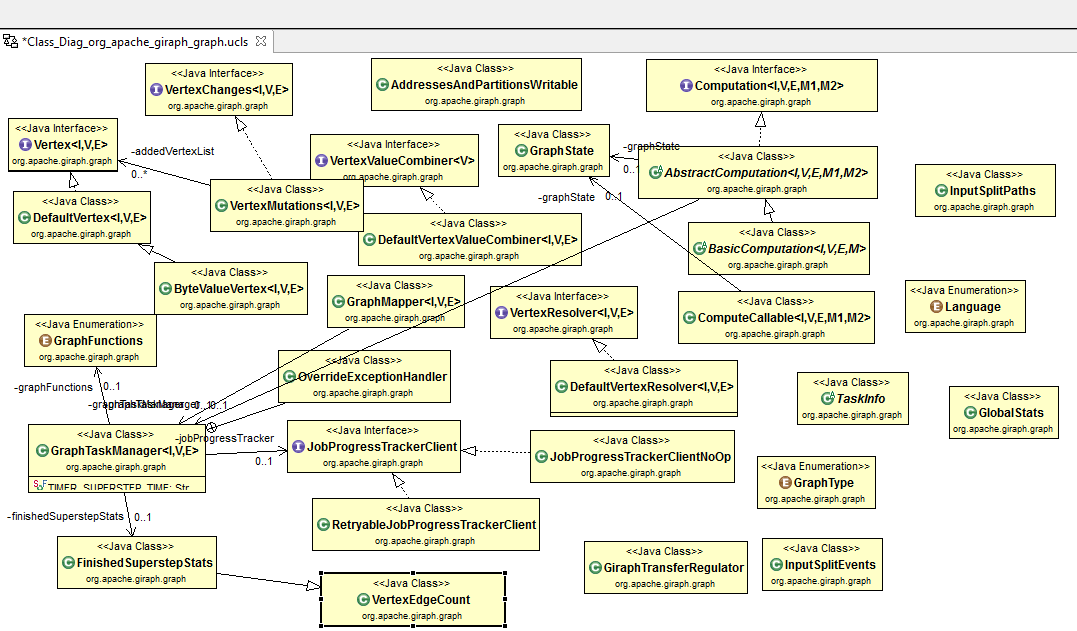 *Class_Diag_org_apache_giraph_graph.ucls
<<Java Interface>>
VertexChanges<I,V,E>
org.apache.giraph.graph
<<Java Class>>
AddressesAndPartitionsWritable
org.apache.giraph.graph
<<Java Interface>>
Computation<I,V,E,M1,M2>
org.apache.giraph.graph
<<Java Interface>>
Vertex<I,V,E>
org.apache.giraph.graph
-addedVertexList
0..*
<<Java Interface>>
VertexValueCombiner<V>
org.apache.giraph.graph
<<Java Class>>
GraphState
org.apache.giraph.graph
-graphState
0..1
<<Java Class>>
AbstractComputation<I,V,E,M1,M2>
org.apache.giraph.graph
<<Java Class>>
InputSplitPaths
org.apache.giraph.graph
<<Java Class>>
DefaultVertex<I,V,E>
org.apache.giraph.graph
<<Java Class>>
VertexMutations<I,V,E>
org.apache.giraph.graph
-graphState
0..1
<<Java Class>>
DefaultVertexValueCombiner<I,V,E>
org.apache.giraph.graph
<<Java Class>>
BasicComputation<I,V,E,M>
org.apache.giraph.graph
<<Java Class>>
ByteValueVertex<I,V,E>
org.apache.giraph.graph
<<Java Class>>
GraphMapper<I,V,E>
org.apache.giraph.graph
<<Java Interface>>
VertexResolver<I,V,E>
org.apache.giraph.graph
<<Java Class>>
ComputeCallable<I,V,E,M1,M2>
org.apache.giraph.graph
<<Java Enumeration>>
Language
org.apache.giraph.graph
<<Java Enumeration>>
GraphFunctions
org.apache.giraph.graph
<<Java Class>>
OverrideExceptionHandler
org.apache.giraph.graph
<<Java Class>>
DefaultVertexResolver<I,V,E>
org.apache.giraph.graph
<<Java Class>>
TaskInfo
org.apache.giraph.graph
<<Java Class>>
GlobalStats
org.apache.giraph.graph
-graphFunctions
0..1
0..1
<<Java Class>>
GraphTaskManager<I,V,E>
org.apache.giraph.graph
TIMER_SUPERSTEP_TIME: Str
-jobProgressTracker
0..1
<<Java Interface>>
JobProgressTrackerClient
org.apache.giraph.graph
<<Java Class>>
JobProgressTrackerClientNoOp
org.apache.giraph.graph
<<Java Enumeration>>
GraphType
org.apache.giraph.graph
-finishedSuperstepStats
0..1
<<Java Class>>
RetryableJobProgressTrackerClient
org.apache.giraph.graph
<<Java Class>>
FinishedSuperstepStats
org.apache.giraph.graph
<<Java Class>>
VertexEdgeCount
org.apache.giraph.graph
<<Java Class>>
GiraphTransferRegulator
org.apache.giraph.graph
<<Java Class>>
InputSplitEvents
org.apache.giraph.graph